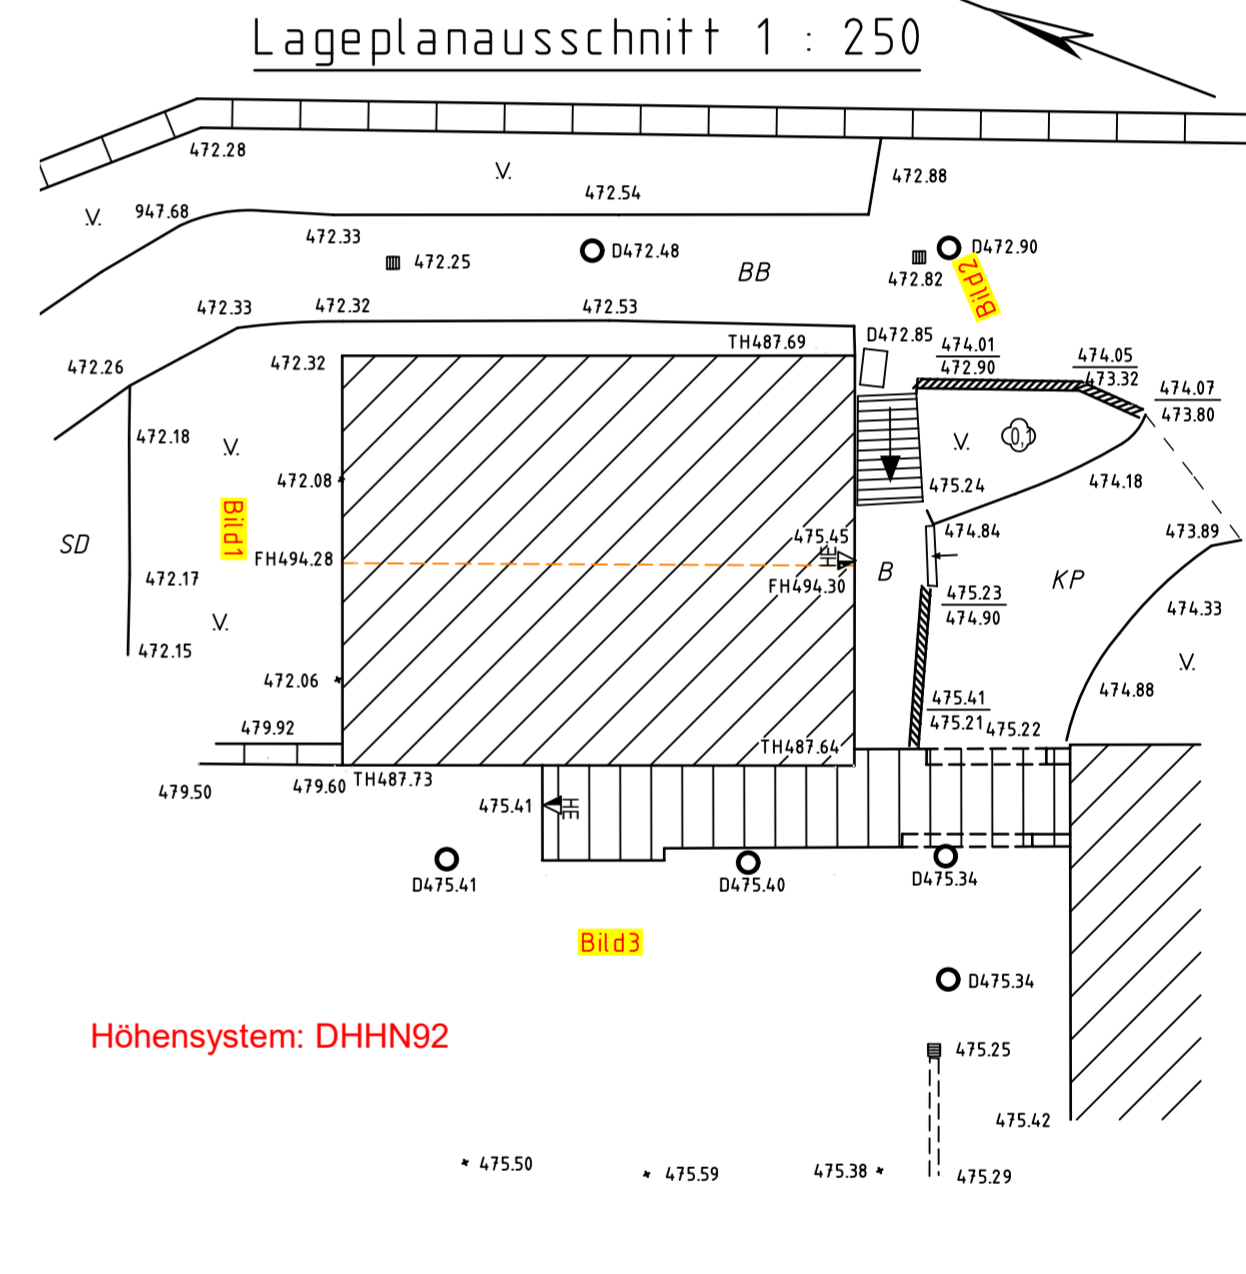 Lageplanausschnitt 1 : 250
472.28
V.
472.54
472.88
V.
947.68
472.33
472.25
D472.48
BB
D472.90
472.82
Bild2
472.33
472.32
472.53
D472.85
TH487.69
474.01
472.90
474.05
473.32
472.26
472.32
474.07
473.80
472.18
V.
V.
0,1
472.08
475.24
474.18
Bild1
SD
475.45
HE
474.84
473.89
FH494.28
FH494.30
B
KP
472.17
475.23
474.90
474.33
V.
472.15
V.
472.06
475.41
475.21
475.22
474.88
479.92
TH487.64
479.50
479.60
TH487.73
475.41
HE
D475.41
D475.40
D475.34
Bild3
D475.34
Höhensystem: DHHN92
475.25
475.42
475.50
475.59
475.38
475.29